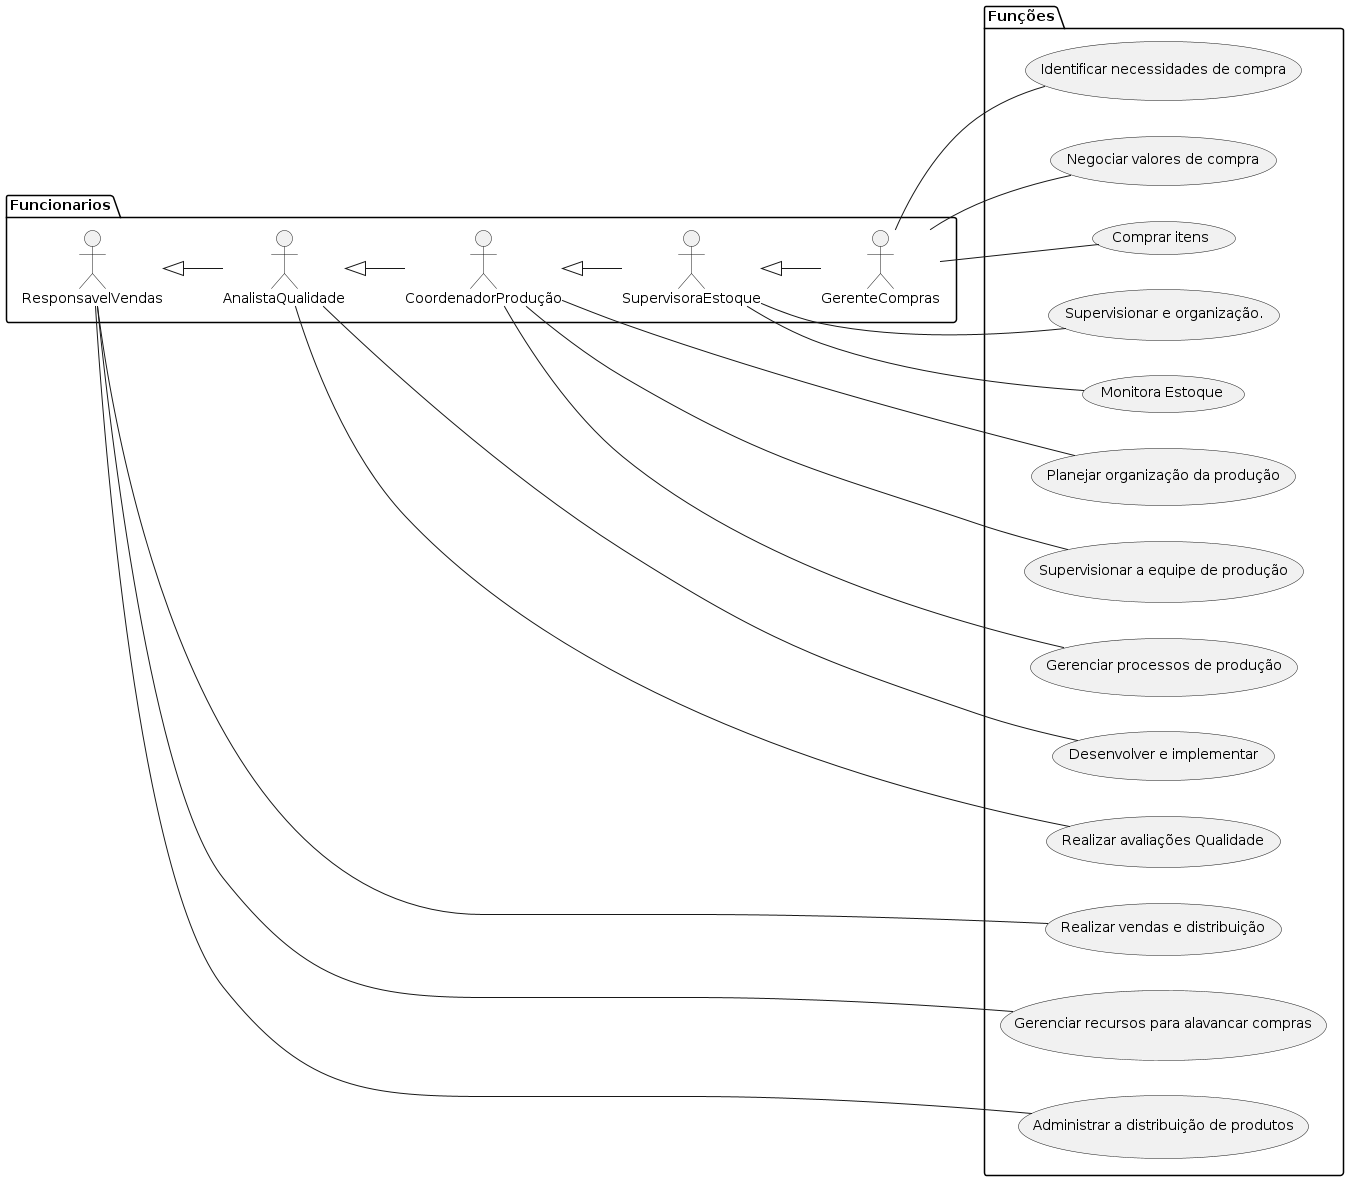 Funções
Identificar necessidades de compra
Negociar valores de compra
Funcionarios
Comprar itens
ResponsavelVendas
AnalistaQualidade
CoordenadorProdução
SupervisoraEstoque
GerenteCompras
Supervisionar e organização.
Monitora Estoque
Planejar organização da produção
Supervisionar a equipe de produção
Gerenciar processos de produção
Desenvolver e implementar
Realizar avaliações Qualidade
Realizar vendas e distribuição
Gerenciar recursos para alavancar compras
Administrar a distribuição de produtos